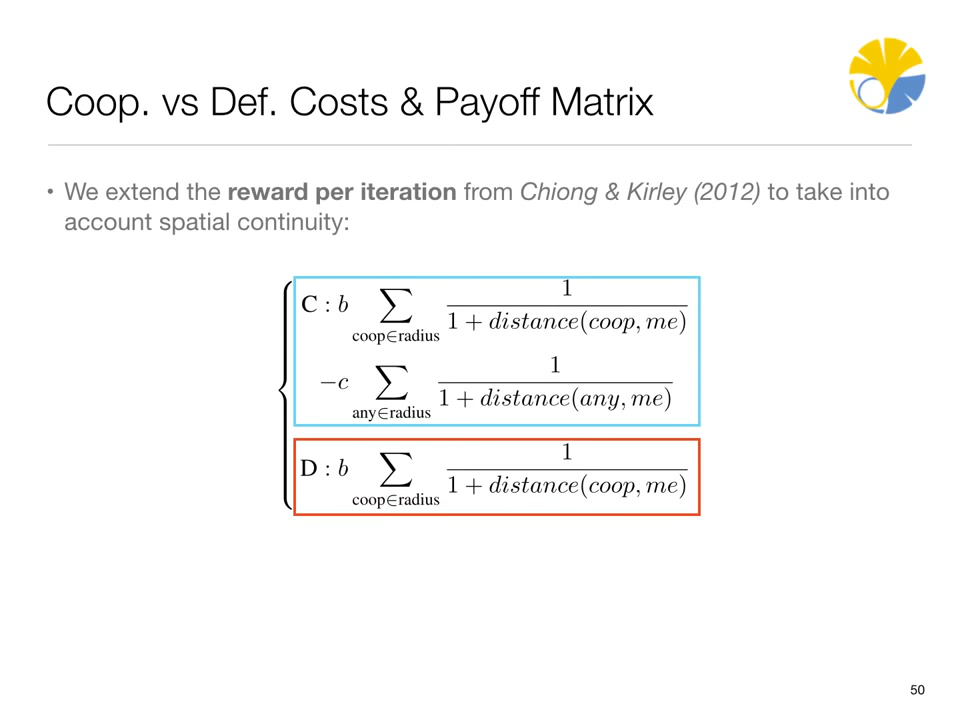 Coop. vs Def. Costs & Payoff Matrix
• We extend the reward per iteration from Chiong & Kirley (2012) to take into
account spatial continuity:
C : b ∑ coop∈radius 1 / (1 + distance(coop, me))
−c ∑ any∈radius 1 / (1 + distance(any, me))
D : b ∑ coop∈radius 1 / (1 + distance(coop, me))
50